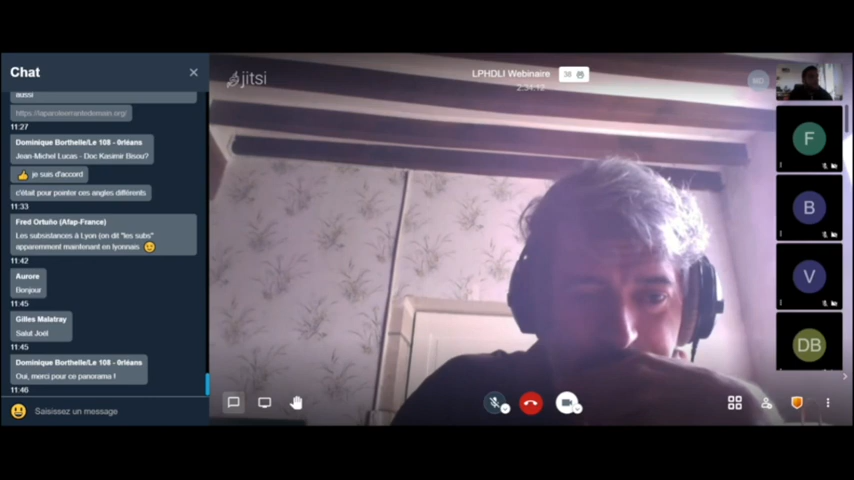 Chat
aussi
https://laparoleerrantedemain.org/
11:27
Dominique Borthelle/Le 108 - Orléans
Jean-Michel Lucas - Doc Kasimir Bisou?
je suis d'accord
c'était pour pointer ces angles différents
11:33
Fred Ortuño (Afap-France)
Les subsistances à Lyon (on dit "les subs"
apparemment maintenant en lyonnais
11:42
Aurore
Bonjour
11:45
Gilles Malatray
Salut Joël
11:45
Dominique Borthelle/Le 108 - Orléans
Oui, merci pour ce panorama !
11:46
Saisissez un message
jitsi
LPHDLI Webinaire
38
2:34:12
F
B
V
DB